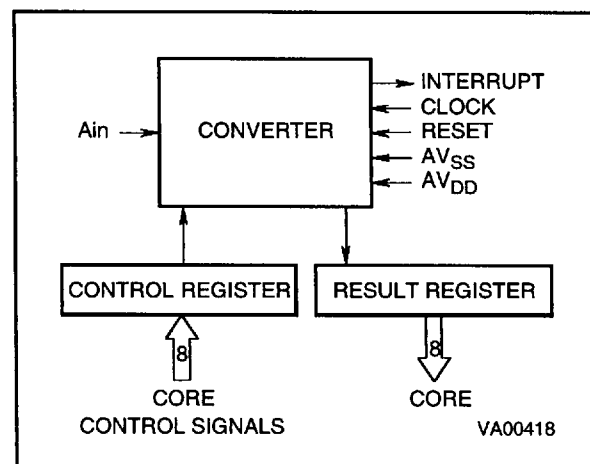 INTERRUPT
CLOCK
Ain
CONVERTER
RESET
AVSS
AVDD
CONTROL REGISTER
RESULT REGISTER
8
8
CORE
CONTROL SIGNALS
CORE
VA00418